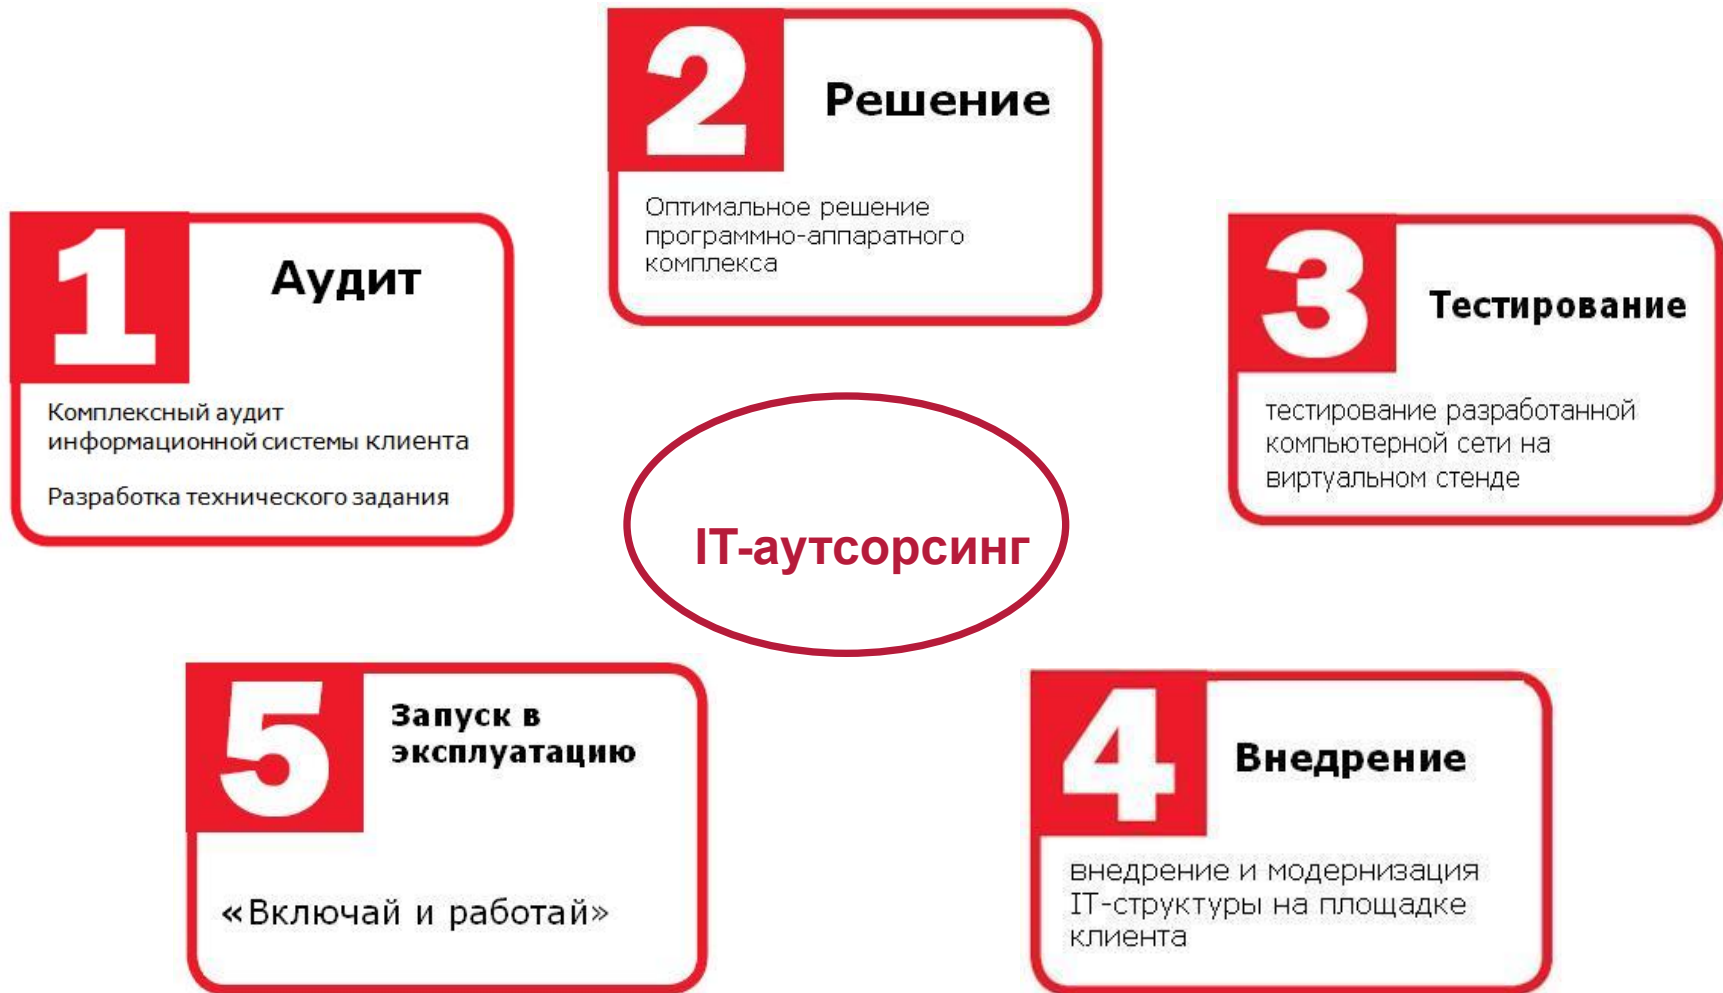 1
Аудит
Комплексный аудит
информационной системы клиента
Разработка технического задания
2
Решение
Оптимальное решение
программно-аппаратного
комплекса
3
Тестирование
тестирование разработанной
компьютерной сети на
виртуальном стенде
IT-аутсорсинг
4
Внедрение
внедрение и модернизация
IT-структуры на площадке
клиента
5
Запуск в
эксплуатацию
«Включай и работай»